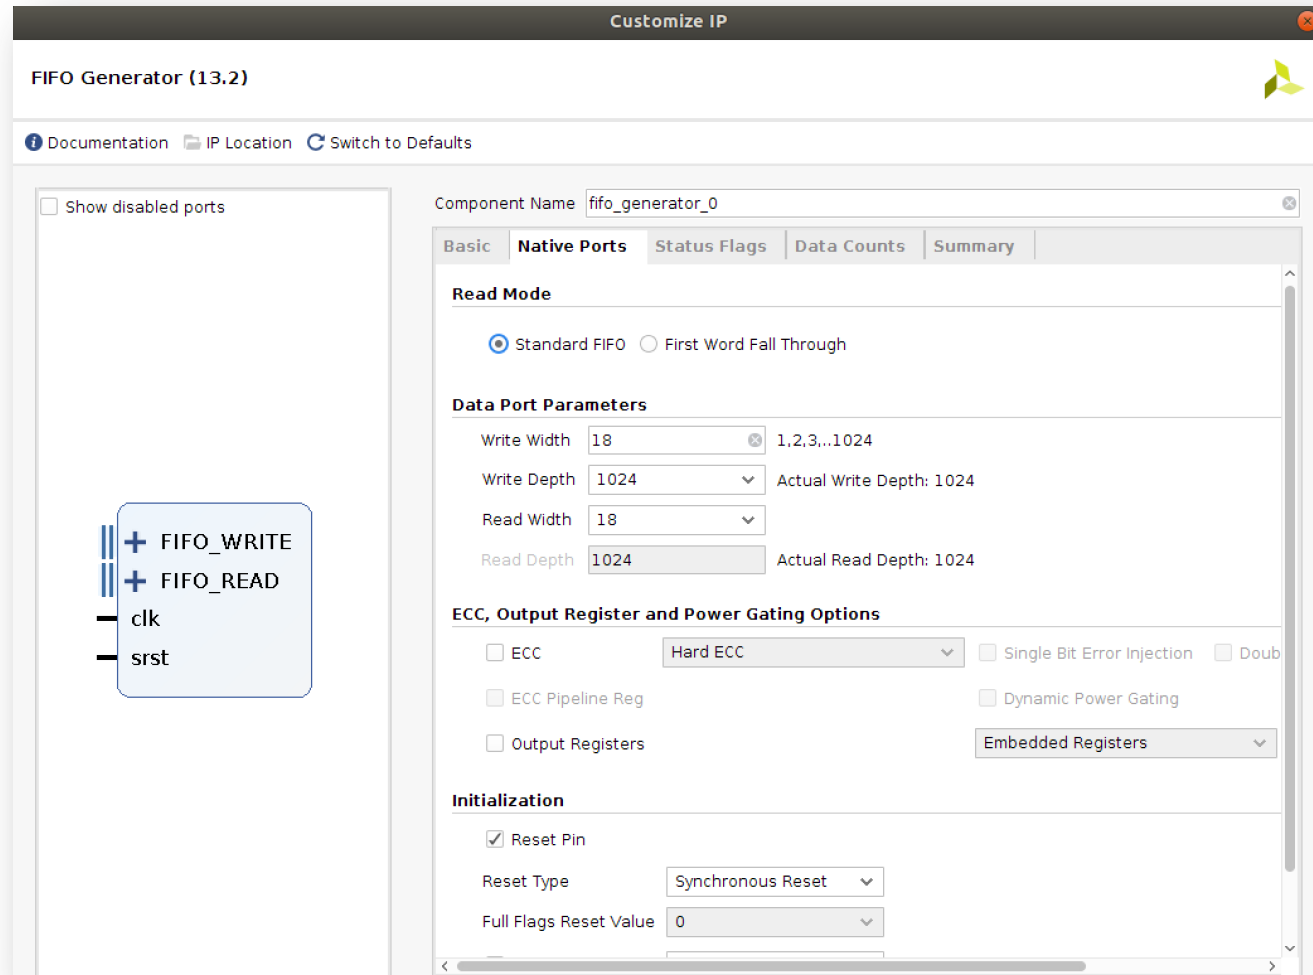 Customize IP
FIFO Generator (13.2)
Documentation IP Location Switch to Defaults
Show disabled ports
FIFO_WRITE
FIFO_READ
clk
srst
Component Name fifo_generator_0
Basic Native Ports Status Flags Data Counts Summary
Read Mode
Standard FIFO First Word Fall Through
Data Port Parameters
Write Width 18 1,2,3,..1024
Write Depth 1024 Actual Write Depth: 1024
Read Width 18
Read Depth 1024 Actual Read Depth: 1024
ECC, Output Register and Power Gating Options
ECC Hard ECC Single Bit Error Injection Doub
ECC Pipeline Reg Dynamic Power Gating
Output Registers Embedded Registers
Initialization
Reset Pin
Reset Type Synchronous Reset
Full Flags Reset Value 0